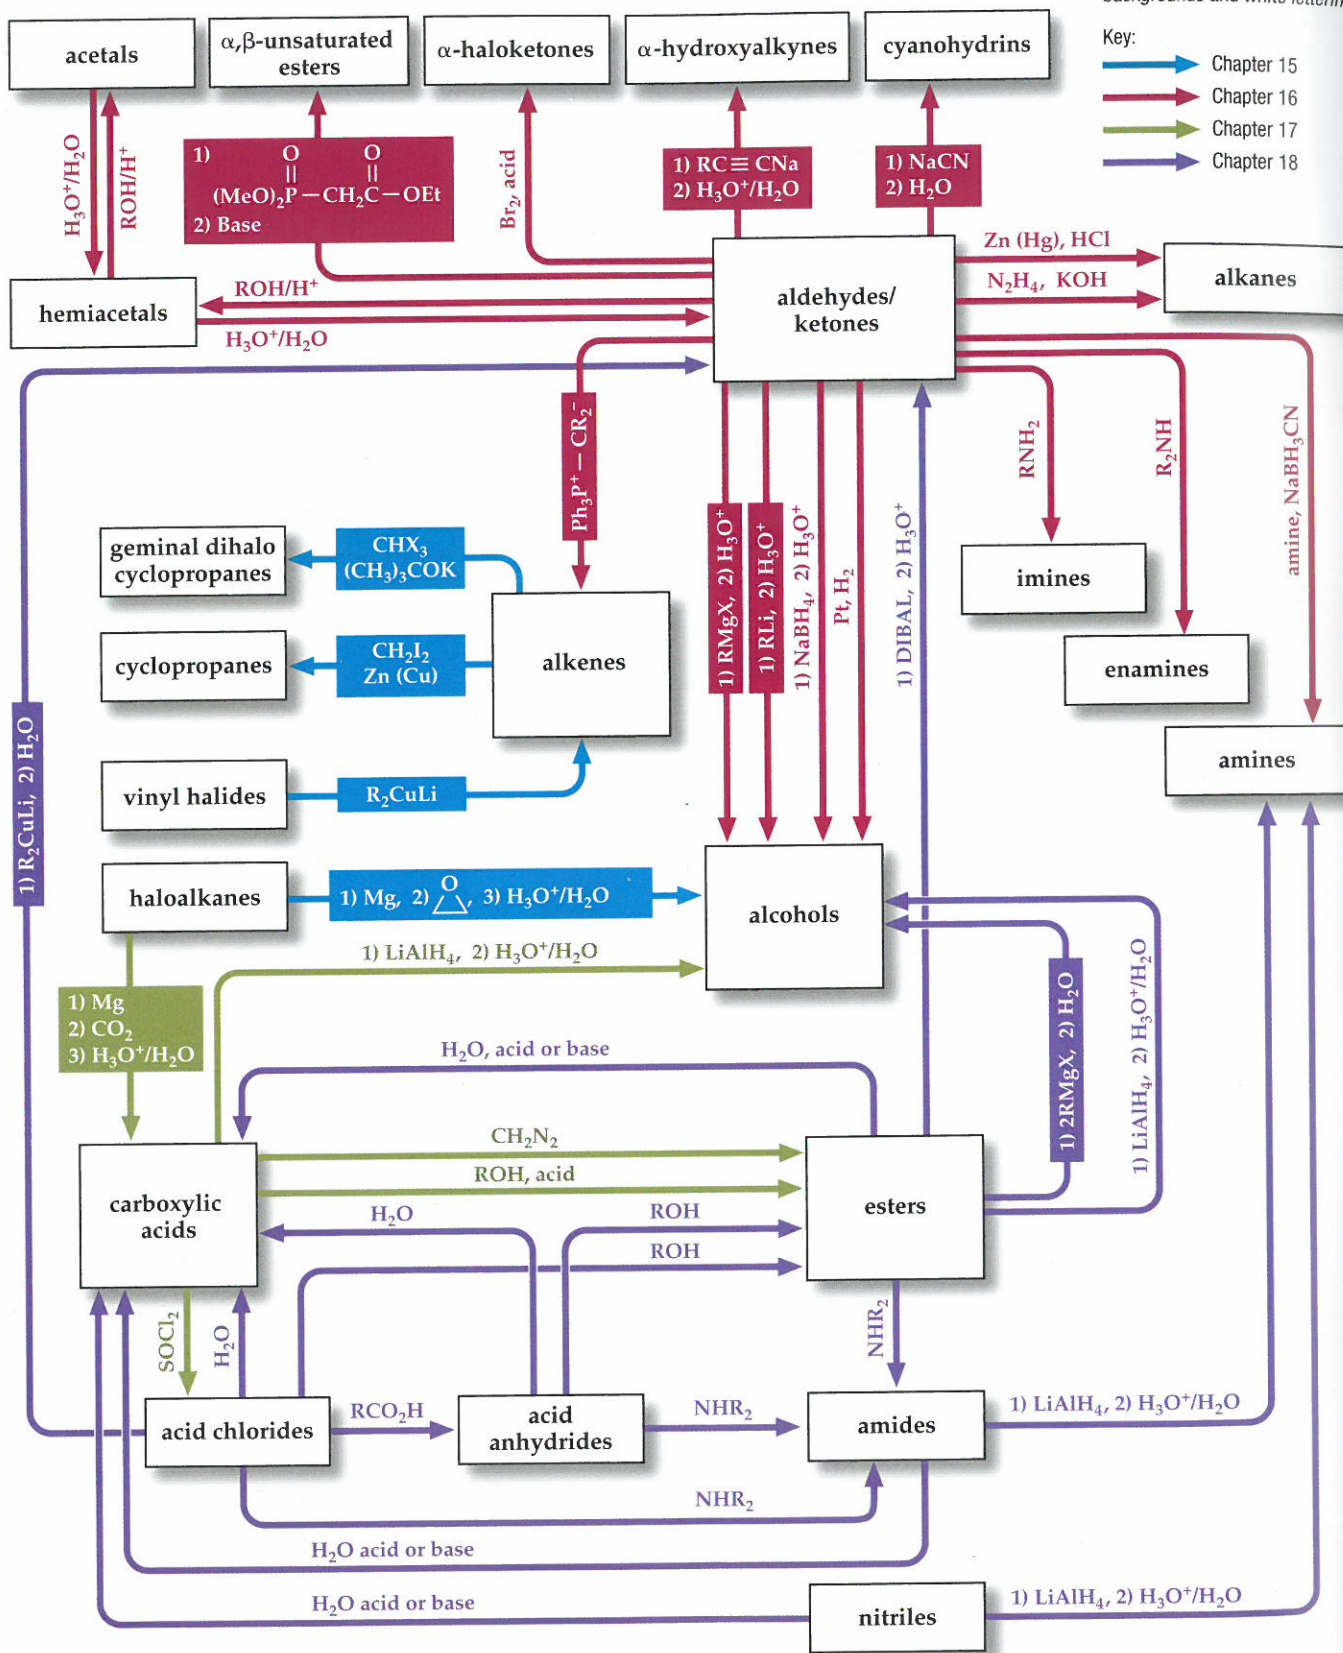 backgrounds and white lettering
Key:
Chapter 15
Chapter 16
Chapter 17
Chapter 18
acetals
α,β-unsaturated
esters
α-haloketones
α-hydroxyalkynes
cyanohydrins
H₃O⁺/H₂O
ROH/H⁺
1)
O
O
(MeO)₂P—CH₂C—OEt
2) Base
Br₂, acid
1) RC≡CNa
2) H₃O⁺/H₂O
1) NaCN
2) H₂O
Zn (Hg), HCl
N₂H₄, KOH
alkanes
hemiacetals
ROH/H⁺
H₃O⁺/H₂O
aldehydes/
ketones
Ph₃P⁺—CR₂⁻
1) RMgX, 2) H₃O⁺
1) RLi, 2) H₃O⁺
1) NaBH₄, 2) H₃O⁺
Pt, H₂
1) DIBAL, 2) H₃O⁺
RNH₂
R₂NH
amine, NaBH₃CN
geminal dihalo
cyclopropanes
CHX₃
(CH₃)₃COK
imines
cyclopropanes
CH₂I₂
Zn (Cu)
alkenes
enamines
1) R₂CuLi, 2) H₂O
vinyl halides
R₂CuLi
amines
haloalkanes
1) Mg, 2)
O
, 3) H₃O⁺/H₂O
alcohols
1) LiAlH₄, 2) H₃O⁺/H₂O
1) Mg
2) CO₂
3) H₃O⁺/H₂O
H₂O, acid or base
1) 2RMgX, 2) H₂O
1) LiAlH₄, 2) H₃O⁺/H₂O
carboxylic
acids
CH₂N₂
ROH, acid
H₂O
ROH
ROH
esters
SOCl₂
H₂O
NHR₂
acid chlorides
RCO₂H
acid
anhydrides
NHR₂
amides
1) LiAlH₄, 2) H₃O⁺/H₂O
NHR₂
H₂O acid or base
H₂O acid or base
nitriles
1) LiAlH₄, 2) H₃O⁺/H₂O